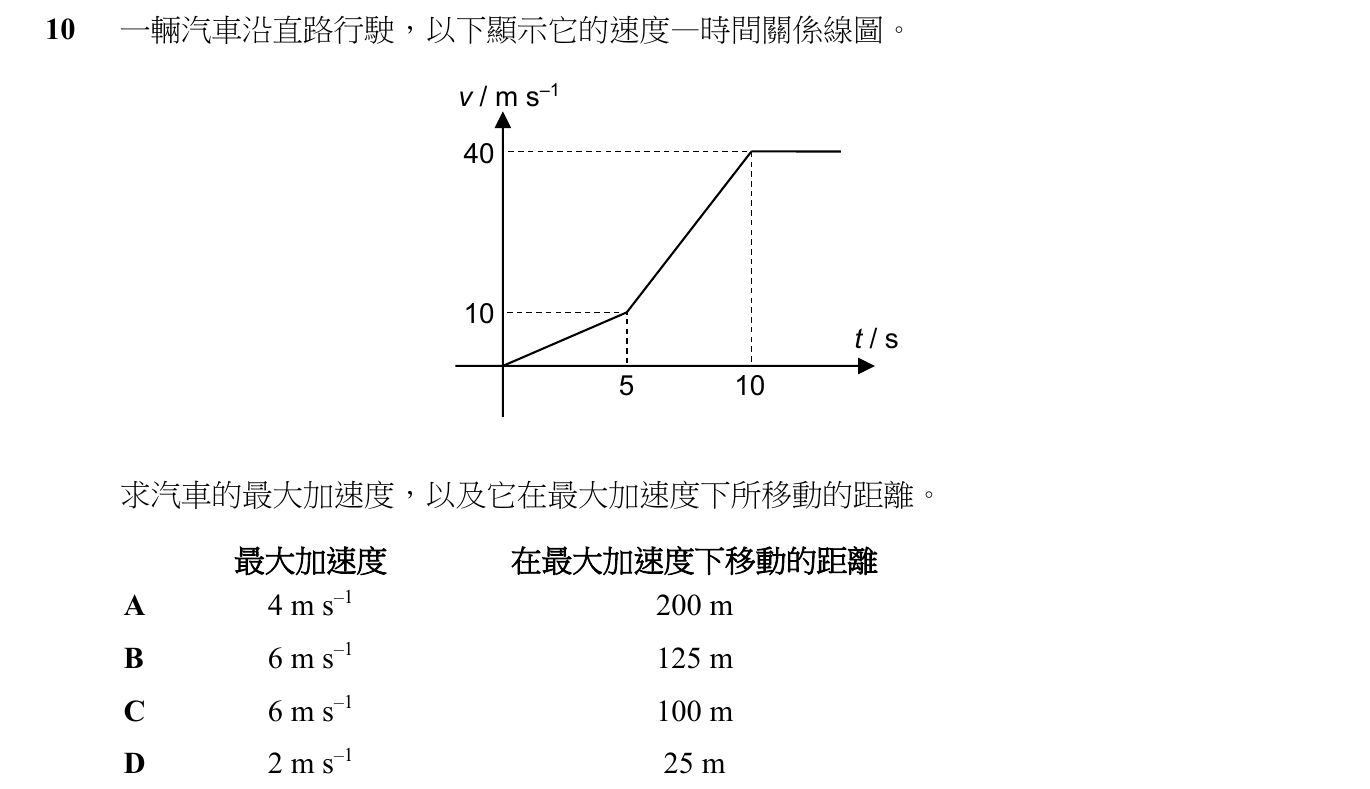 10 一輛汽車沿直路行駛,以下顯示它的速度—時間關係線圖。
v / m s⁻¹
40
10
t / s
5 10
求汽車的最大加速度,以及它在最大加速度下所移動的距離。
最大加速度 在最大加速度下移動的距離
A 4 m s⁻¹ 200 m
B 6 m s⁻¹ 125 m
C 6 m s⁻¹ 100 m
D 2 m s⁻¹ 25 m